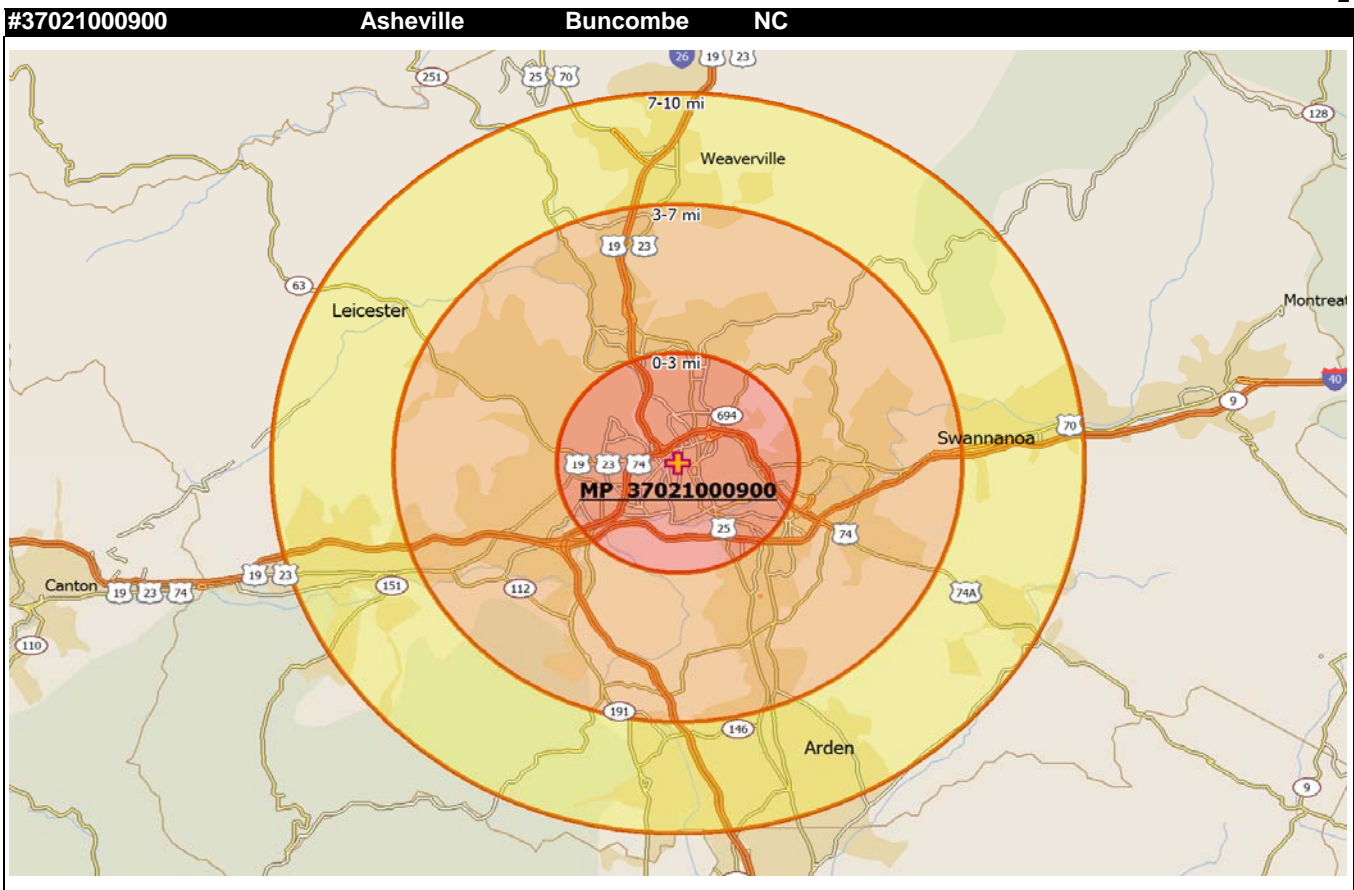 #37021000900 Asheville Buncombe NC
26 19 23
251 25 70
7-10 mi
128
Weaverville
3-7 mi
19 23
63
Leicester
Montreat
0-3 mi
40
9
694
70
Swannanoa
19 23 74
MP 37021000900
25
74
19 23
Canton 19 23 74
151
112
74A
110
191
146
Arden
9